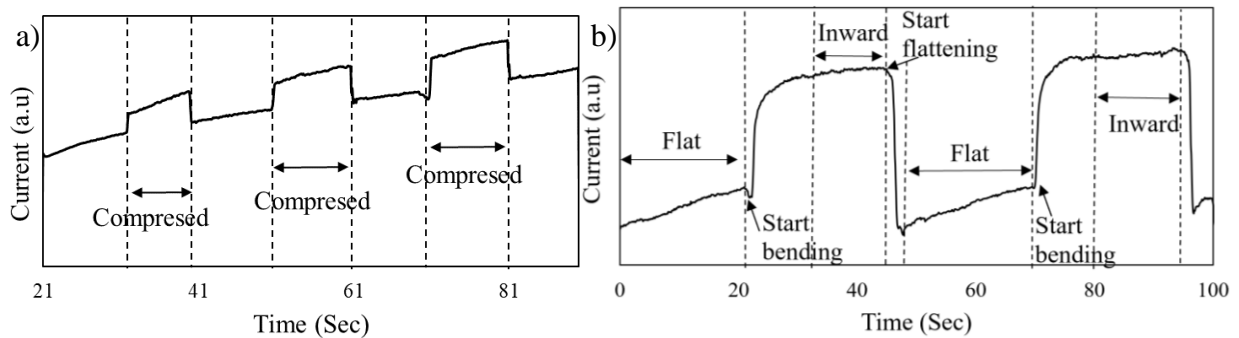 a)
Current (a.u)
Compresed
Compresed
Compresed
21
41
61
81
Time (Sec)
b)
Current (a.u)
Inward
Start
flattening
Flat
Start
bending
Flat
Inward
Start
bending
0
20
40
60
80
100
Time (Sec)